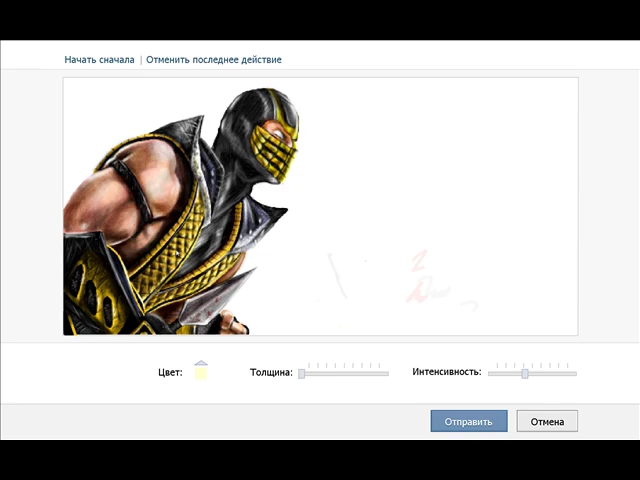 Начать сначала | Отменить последнее действие
Цвет: Толщина: Интенсивность:
Отправить Отмена